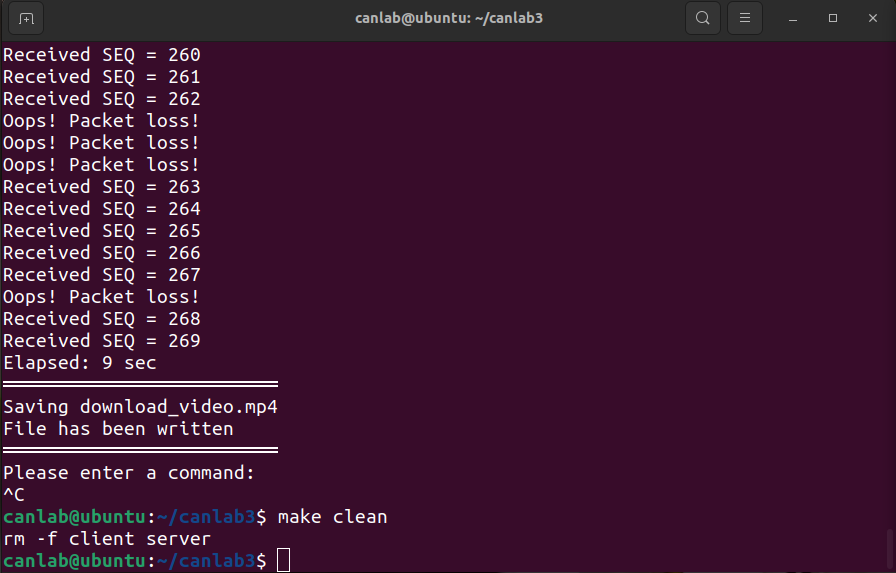 canlab@ubuntu: ~/canlab3
Received SEQ = 260
Received SEQ = 261
Received SEQ = 262
Oops! Packet loss!
Oops! Packet loss!
Oops! Packet loss!
Received SEQ = 263
Received SEQ = 264
Received SEQ = 265
Received SEQ = 266
Received SEQ = 267
Oops! Packet loss!
Received SEQ = 268
Received SEQ = 269
Elapsed: 9 sec
=========================
Saving download_video.mp4
File has been written
=========================
Please enter a command:
^C
canlab@ubuntu:~/canlab3$ make clean
rm -f client server
canlab@ubuntu:~/canlab3$